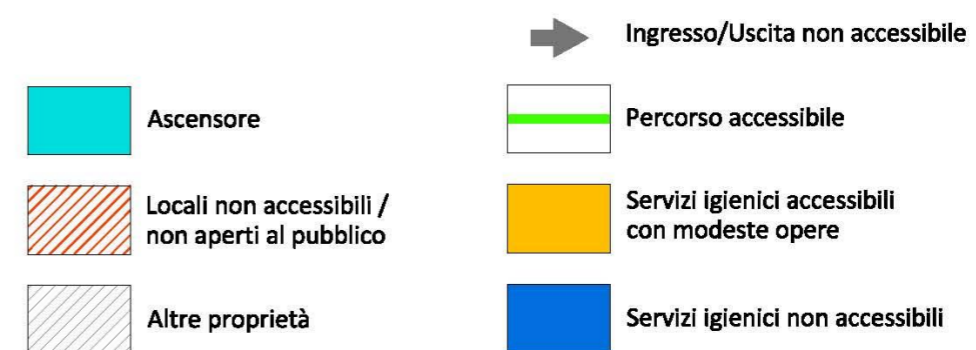 Ingresso/Uscita non accessibile
Ascensore
Percorso accessibile
Locali non accessibili /
non aperti al pubblico
Servizi igienici accessibili
con modeste opere
Altre proprietà
Servizi igienici non accessibili